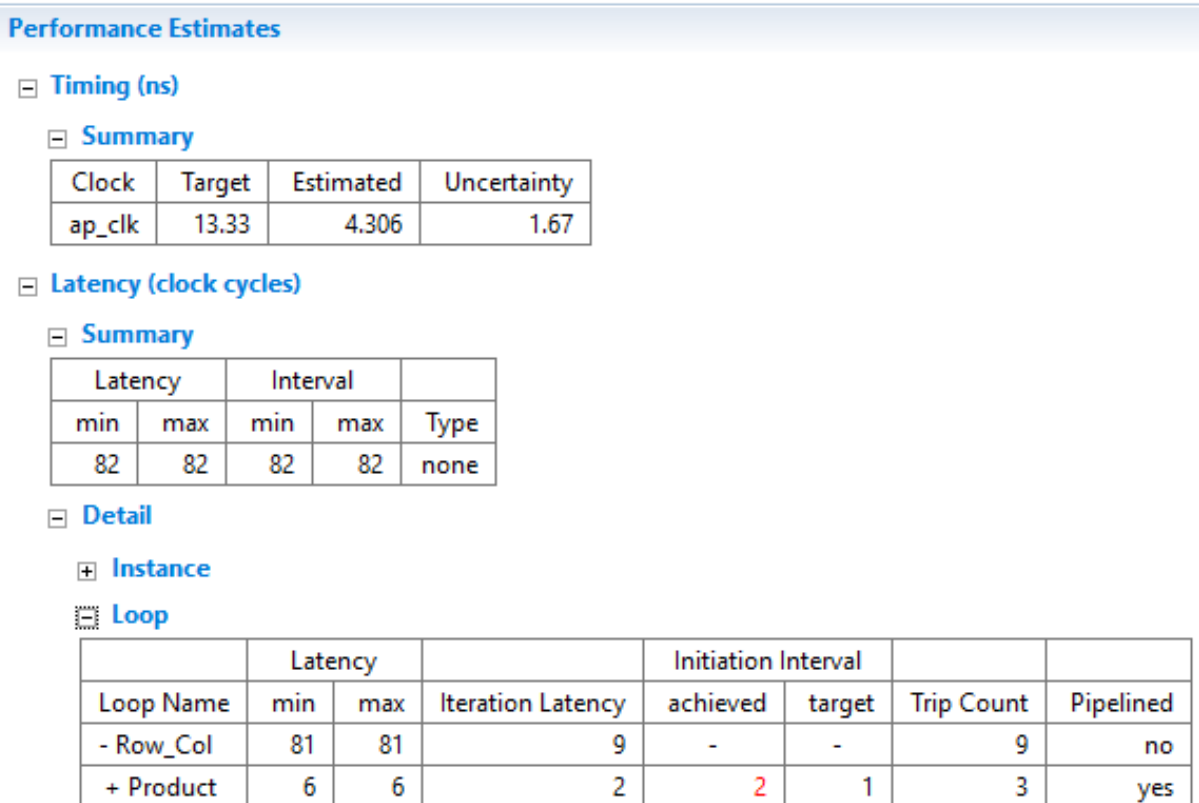 Performance Estimates
Timing (ns)
Summary
Clock Target Estimated Uncertainty
ap_clk 13.33 4.306 1.67
Latency (clock cycles)
Summary
Latency Interval
min max min max Type
82 82 82 82 none
Detail
Instance
Loop
Latency Initiation Interval
Loop Name min max Iteration Latency achieved target Trip Count Pipelined
- Row_Col 81 81 9 - - 9 no
+ Product 6 6 2 2 1 3 yes